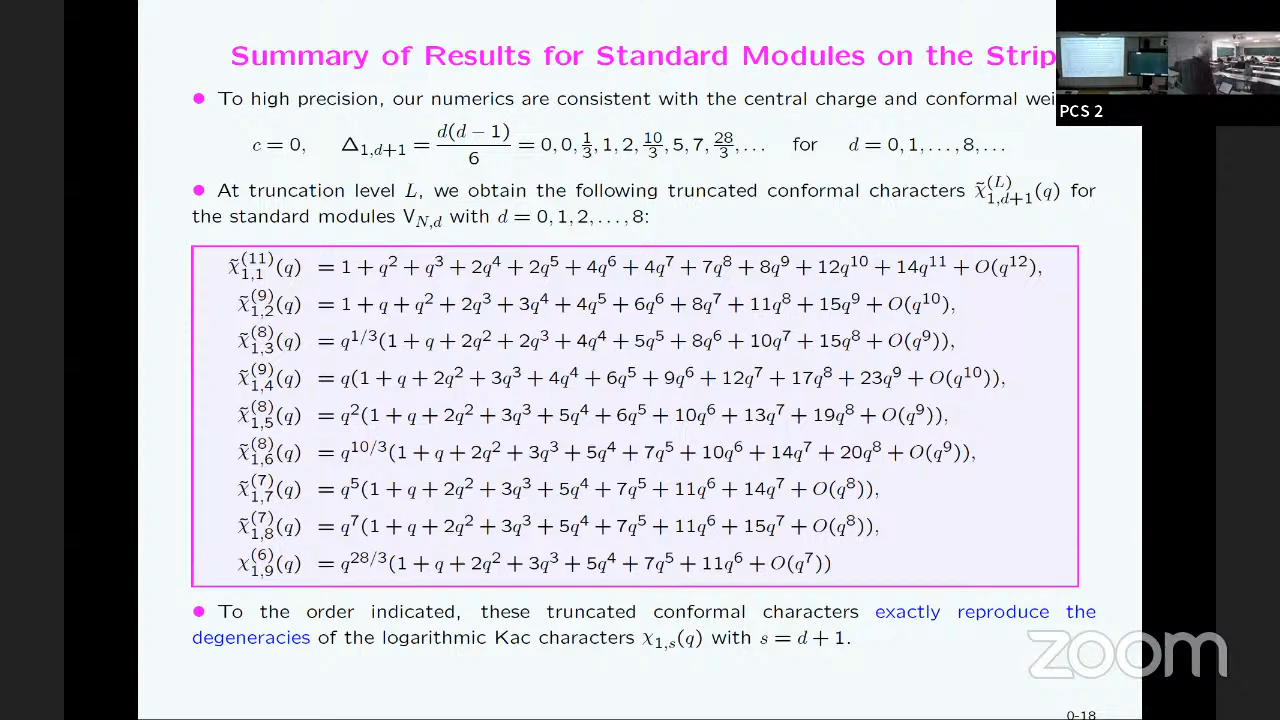 Summary of Results for Standard Modules on the Strip
• To high precision, our numerics are consistent with the central charge and conformal wei
c = 0, Δ_{1,d+1} = d(d − 1)/6 = 0, 0, 1/3, 1, 2, 10/3, 5, 7, 28/3, . . . for d = 0, 1, . . . , 8, . . .
• At truncation level L, we obtain the following truncated conformal characters χ̃^{(L)}_{1,d+1}(q) for
the standard modules V_{N,d} with d = 0, 1, 2, . . . , 8:
χ̃^{(11)}_{1,1}(q) = 1 + q^2 + q^3 + 2q^4 + 2q^5 + 4q^6 + 4q^7 + 7q^8 + 8q^9 + 12q^{10} + 14q^{11} + O(q^{12}),
χ̃^{(9)}_{1,2}(q) = 1 + q + q^2 + 2q^3 + 3q^4 + 4q^5 + 6q^6 + 8q^7 + 11q^8 + 15q^9 + O(q^{10}),
χ̃^{(8)}_{1,3}(q) = q^{1/3}(1 + q + 2q^2 + 2q^3 + 4q^4 + 5q^5 + 8q^6 + 10q^7 + 15q^8 + O(q^9)),
χ̃^{(9)}_{1,4}(q) = q(1 + q + 2q^2 + 3q^3 + 4q^4 + 6q^5 + 9q^6 + 12q^7 + 17q^8 + 23q^9 + O(q^{10})),
χ̃^{(8)}_{1,5}(q) = q^2(1 + q + 2q^2 + 3q^3 + 5q^4 + 6q^5 + 10q^6 + 13q^7 + 19q^8 + O(q^9)),
χ̃^{(8)}_{1,6}(q) = q^{10/3}(1 + q + 2q^2 + 3q^3 + 5q^4 + 7q^5 + 10q^6 + 14q^7 + 20q^8 + O(q^9)),
χ̃^{(7)}_{1,7}(q) = q^5(1 + q + 2q^2 + 3q^3 + 5q^4 + 7q^5 + 11q^6 + 14q^7 + O(q^8)),
χ̃^{(7)}_{1,8}(q) = q^7(1 + q + 2q^2 + 3q^3 + 5q^4 + 7q^5 + 11q^6 + 15q^7 + O(q^8)),
χ^{(6)}_{1,9}(q) = q^{28/3}(1 + q + 2q^2 + 3q^3 + 5q^4 + 7q^5 + 11q^6 + O(q^7))
• To the order indicated, these truncated conformal characters exactly reproduce the
degeneracies of the logarithmic Kac characters χ_{1,s}(q) with s = d + 1.
0-18
PCS 2
zoom